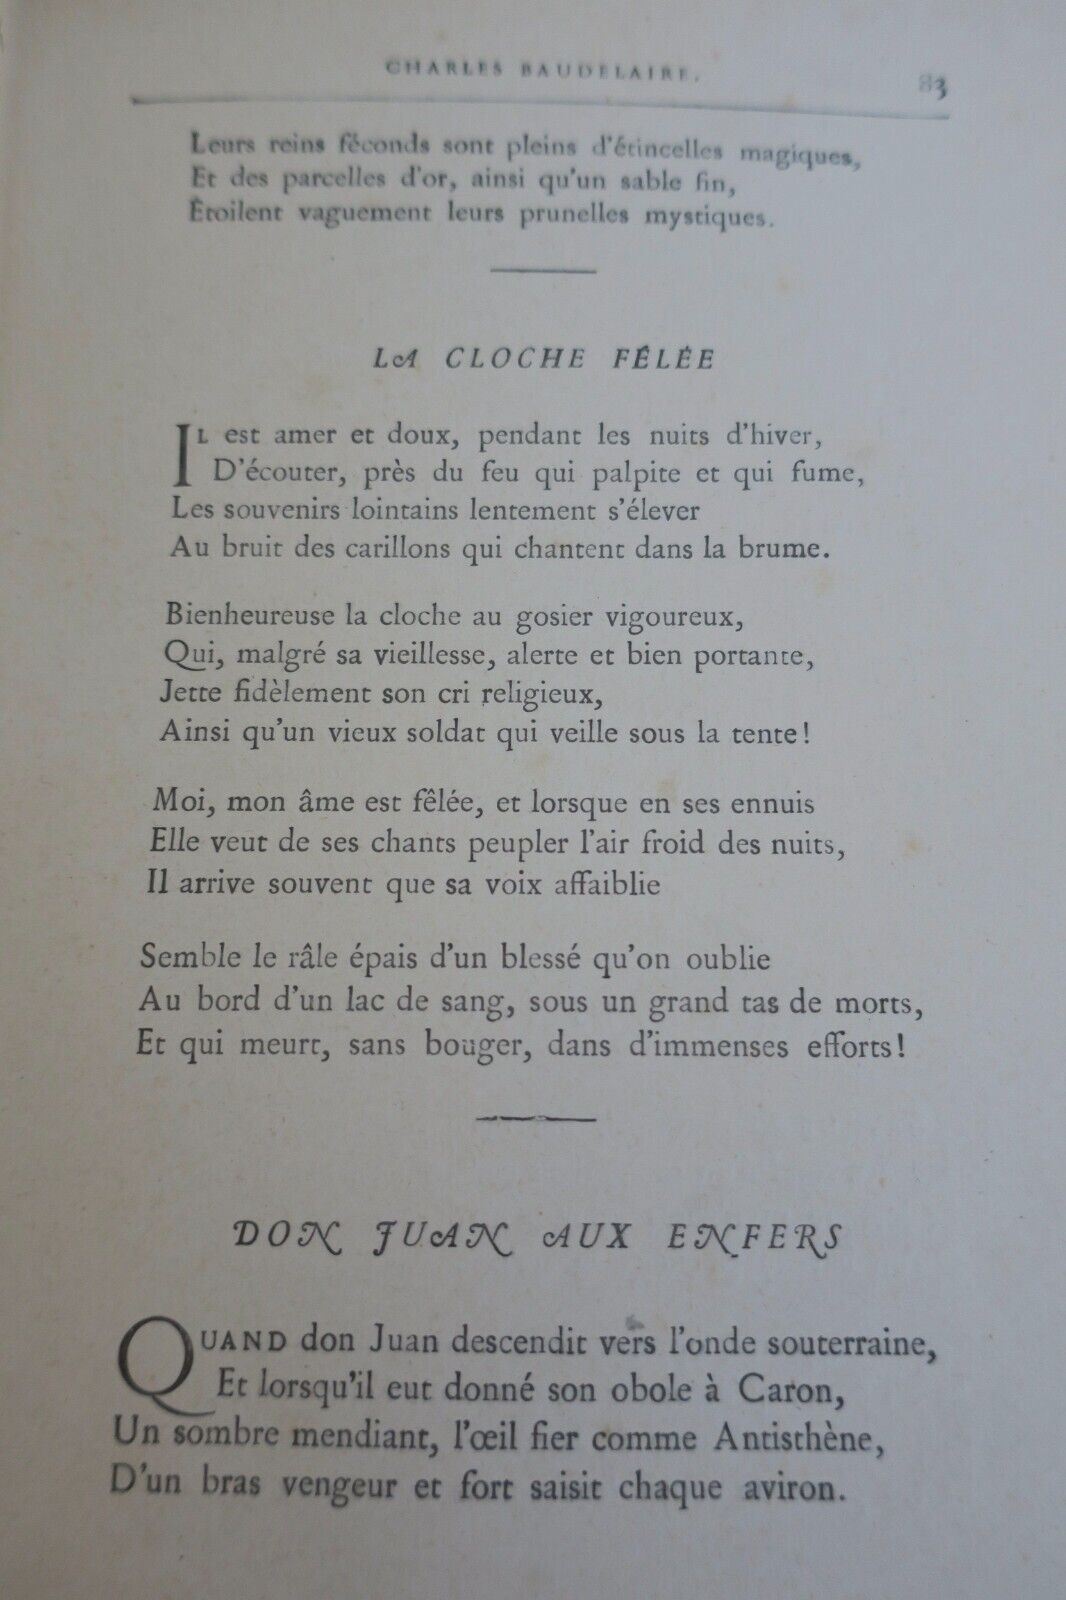 CHARLES BAUDELAIRE. 83
Leurs reins féconds sont pleins d'étincelles magiques,
Et des parcelles d'or, ainsi qu'un sable fin,
Étoilent vaguement leurs prunelles mystiques.
LA CLOCHE FÊLÉE
IL est amer et doux, pendant les nuits d'hiver,
D'écouter, près du feu qui palpite et qui fume,
Les souvenirs lointains lentement s'élever
Au bruit des carillons qui chantent dans la brume.
Bienheureuse la cloche au gosier vigoureux,
Qui, malgré sa vieillesse, alerte et bien portante,
Jette fidèlement son cri religieux,
Ainsi qu'un vieux soldat qui veille sous la tente!
Moi, mon âme est fêlée, et lorsque en ses ennuis
Elle veut de ses chants peupler l'air froid des nuits,
Il arrive souvent que sa voix affaiblie
Semble le râle épais d'un blessé qu'on oublie
Au bord d'un lac de sang, sous un grand tas de morts,
Et qui meurt, sans bouger, dans d'immenses efforts!
DON JUAN AUX ENFERS
QUAND don Juan descendit vers l'onde souterraine,
Et lorsqu'il eut donné son obole à Caron,
Un sombre mendiant, l'œil fier comme Antisthène,
D'un bras vengeur et fort saisit chaque aviron.